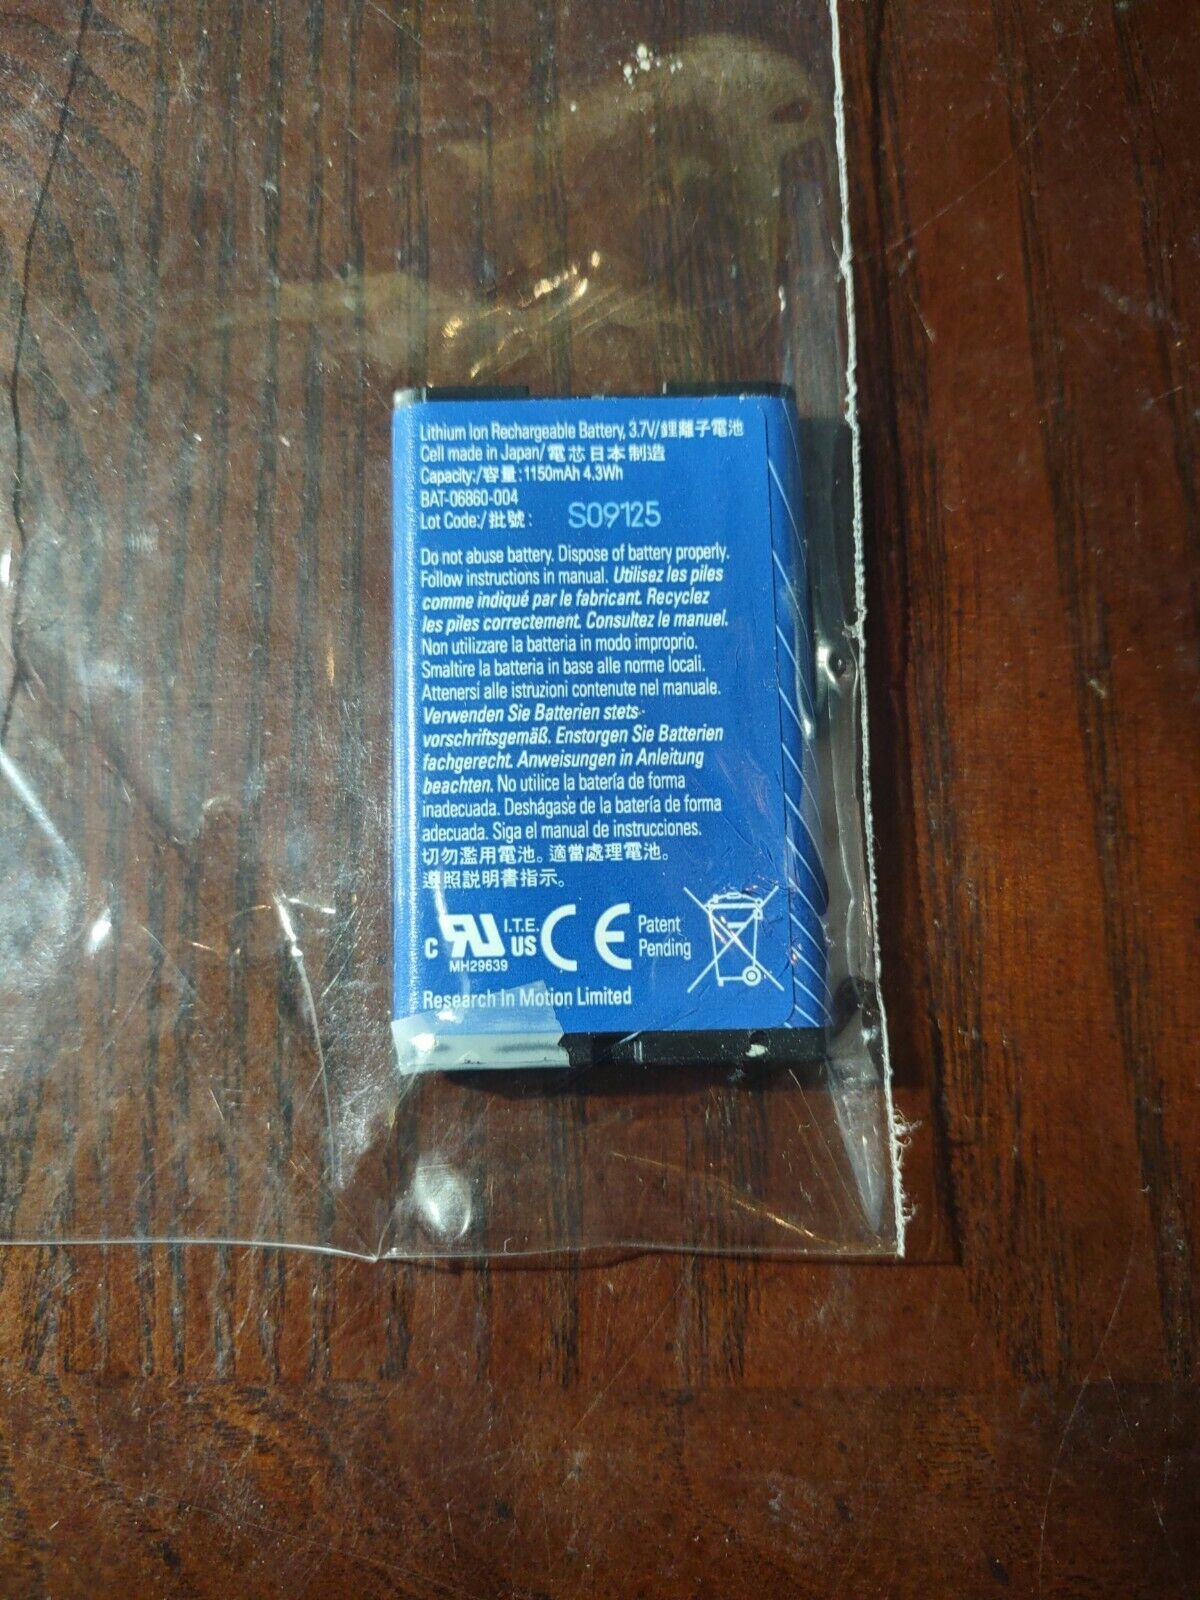 Lithium Ion Rechargeable Battery, 3.7V/鋰離子電池
Cell made in Japan/電芯日本制造
Capacity:/容量:1150mAh 4.3Wh
BAT-06860-004
Lot Code:/批號: S09125
Do not abuse battery. Dispose of battery properly.
Follow instructions in manual. Utilisez les piles
comme indiqué par le fabricant. Recyclez
les piles correctement. Consultez le manuel.
Non utilizzare la batteria in modo improprio.
Smaltire la batteria in base alle norme locali.
Attenersi alle istruzioni contenute nel manuale.
Verwenden Sie Batterien stets-
vorschriftsgemäß. Enstorgen Sie Batterien
fachgerecht. Anweisungen in Anleitung
beachten. No utilice la batería de forma
inadecuada. Deshágase de la batería de forma
adecuada. Siga el manual de instrucciones.
切勿濫用電池。適當處理電池。
遵照説明書指示。
C UL US I.T.E. CE Patent Pending
MH29639
Research In Motion Limited